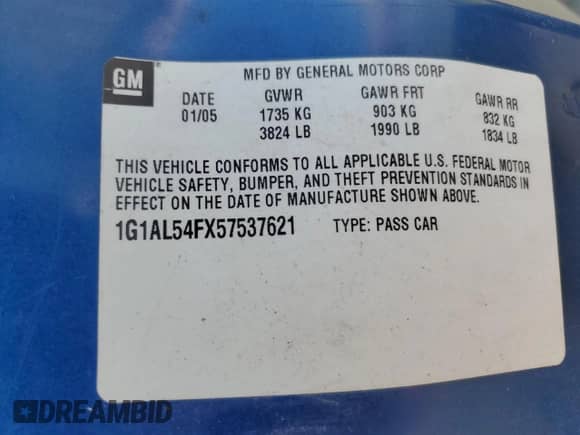 GM
MFD BY GENERAL MOTORS CORP
DATE GVWR GAWR FRT GAWR RR
01/05 1735 KG 903 KG 832 KG
3824 LB 1990 LB 1834 LB
THIS VEHICLE CONFORMS TO ALL APPLICABLE U.S. FEDERAL MOTOR
VEHICLE SAFETY, BUMPER, AND THEFT PREVENTION STANDARDS IN
EFFECT ON THE DATE OF MANUFACTURE SHOWN ABOVE.
1G1AL54FX57537621 TYPE: PASS CAR
DREAMBID